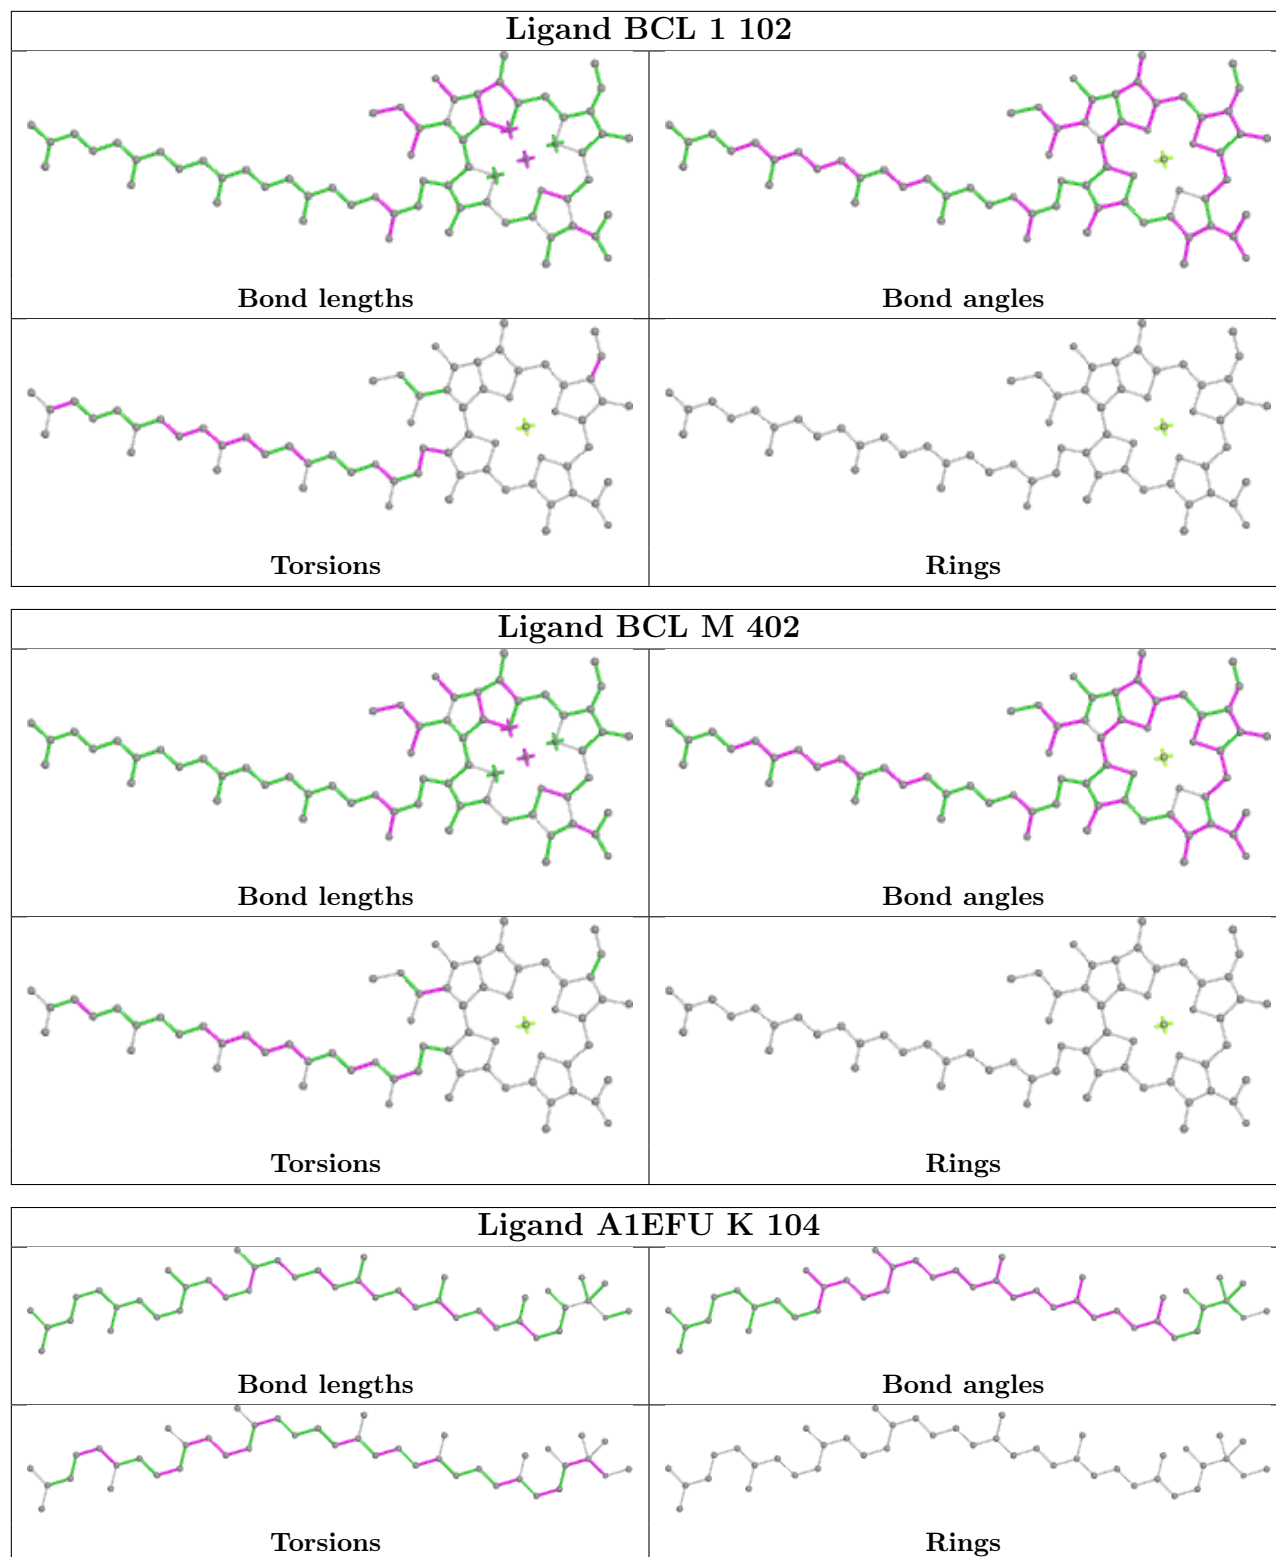 Ligand BCL 1 102
Bond lengths
Bond angles
Torsions
Rings
Ligand BCL M 402
Bond lengths
Bond angles
Torsions
Rings
Ligand A1EFU K 104
Bond lengths
Bond angles
Torsions
Rings